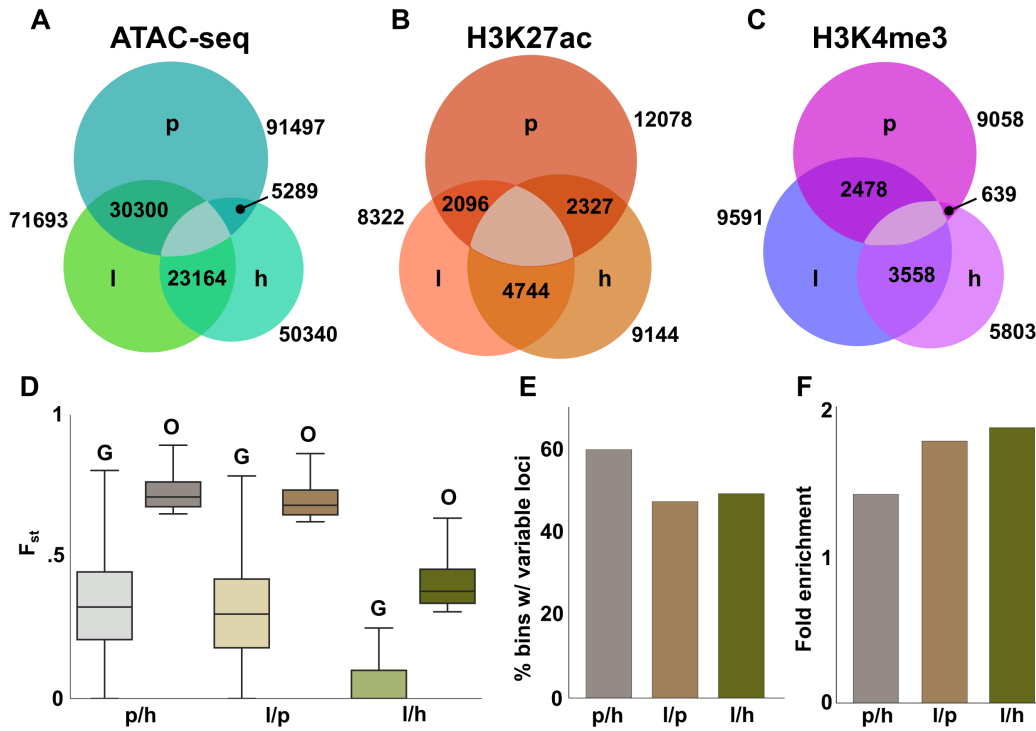 A
ATAC-seq
p
91497
5289
30300
71693
l
23164
h
50340
B
H3K27ac
p
12078
2096
2327
8322
l
h
4744
9144
C
H3K4me3
p
9058
2478
639
9591
l
3558
h
5803
D
1
.5
0
Fst
G
O
G
O
G
O
p/h
l/p
l/h
E
% bins w/ variable loci
60
40
20
0
p/h
l/p
l/h
F
Fold enrichment
2
1
0
p/h
l/p
l/h